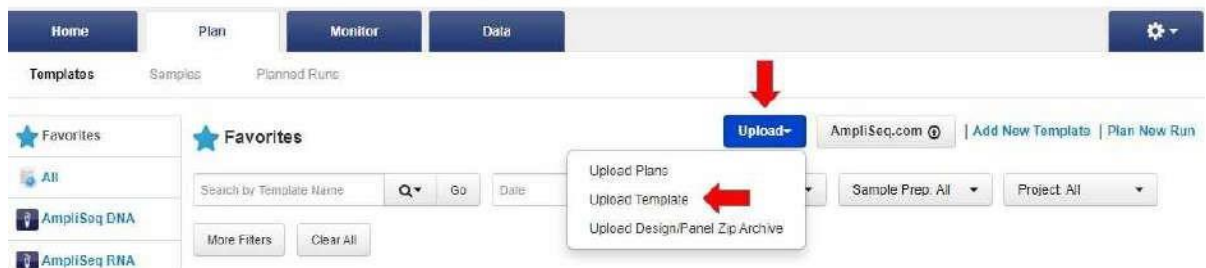 Home Plan Monitor Data
Templates Samples Planned Runs
Favorites
All
AmpliSeq DNA
AmpliSeq RNA
Favorites
Upload AmpliSeq.com | Add New Template | Plan New Run
Search by Template Name Go Date Sample Prep: All Project: All
Upload Plans
Upload Template
Upload Design/Panel Zip Archive
More Filters Clear All